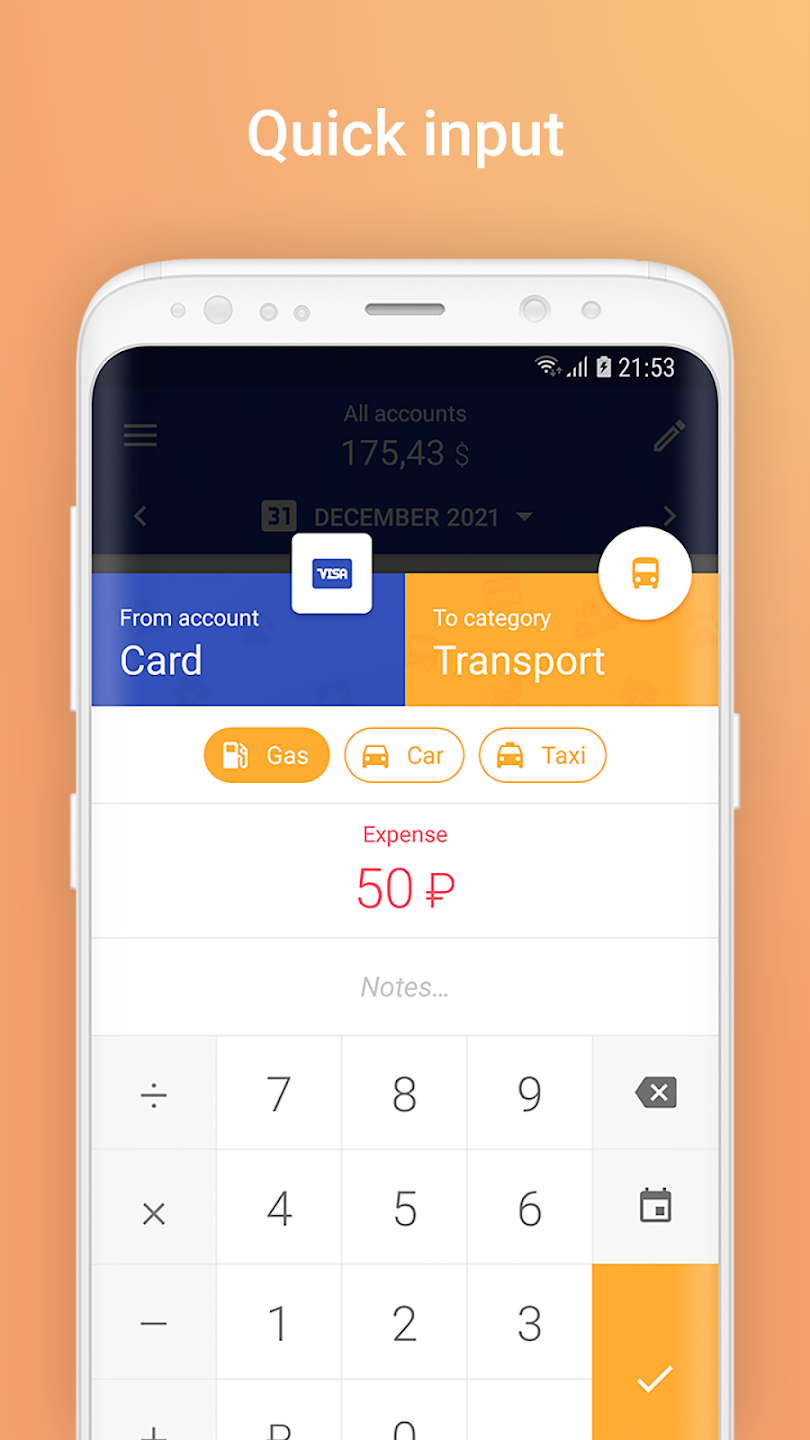 Quick input
21:53
All accounts
175,43 $
31 DECEMBER 2021
VISA
From account
Card
To category
Transport
Gas
Car
Taxi
Expense
50 ₽
Notes...
÷ 7 8 9
× 4 5 6
− 1 2 3
+ ₽ 0